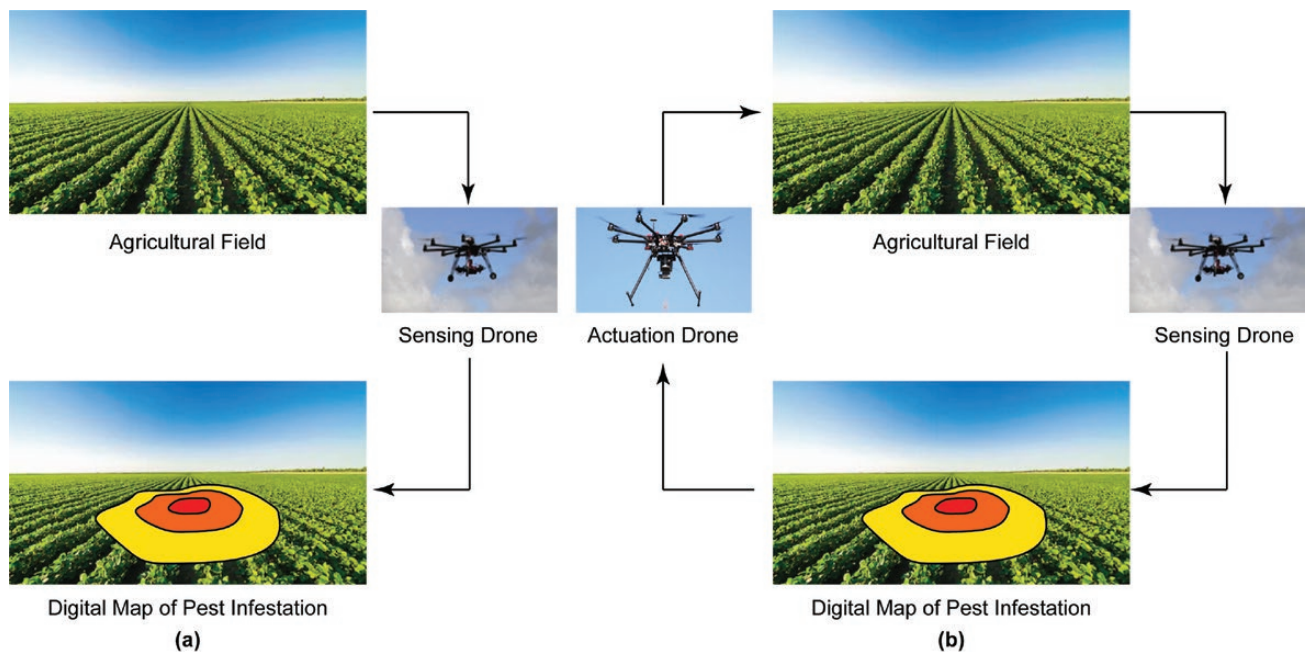 Agricultural Field
Sensing Drone
Digital Map of Pest Infestation
(a)
Actuation Drone
Agricultural Field
Sensing Drone
Digital Map of Pest Infestation
(b)